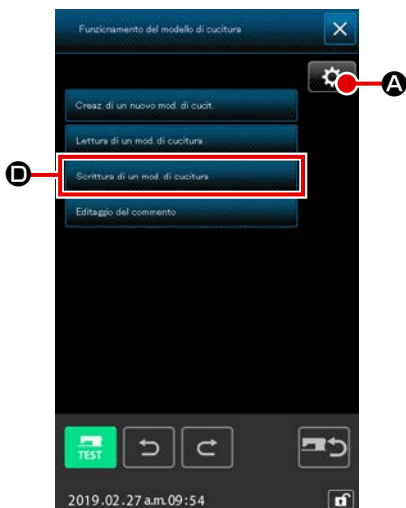 Funzionamento del modello di cucitura
A
Creaz. di un nuovo mod. di cucit.
Lettura di un mod. di cucitura
D
Scrittura di un mod. di cucitura
Editaggio del commento
TEST
2019.02.27 a.m.09:54